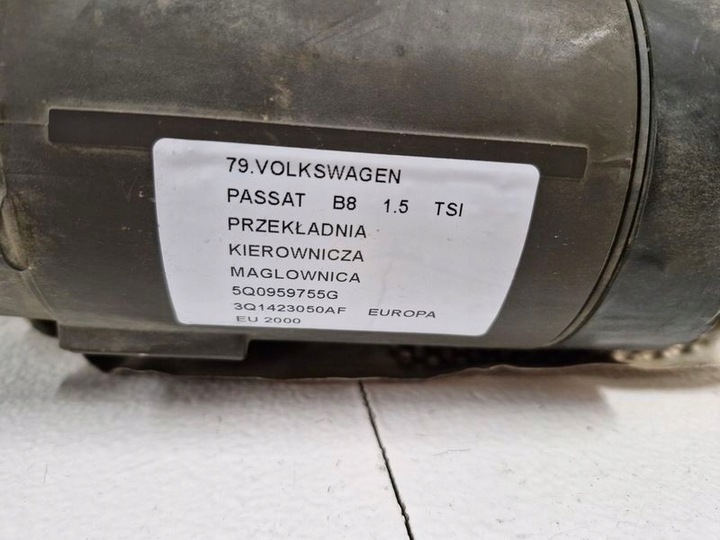 79.VOLKSWAGEN
PASSAT B8 1.5 TSI
PRZEKŁADNIA
KIEROWNICZA
MAGLOWNICA
5Q0959755G
3Q1423050AF EUROPA
EU 2000